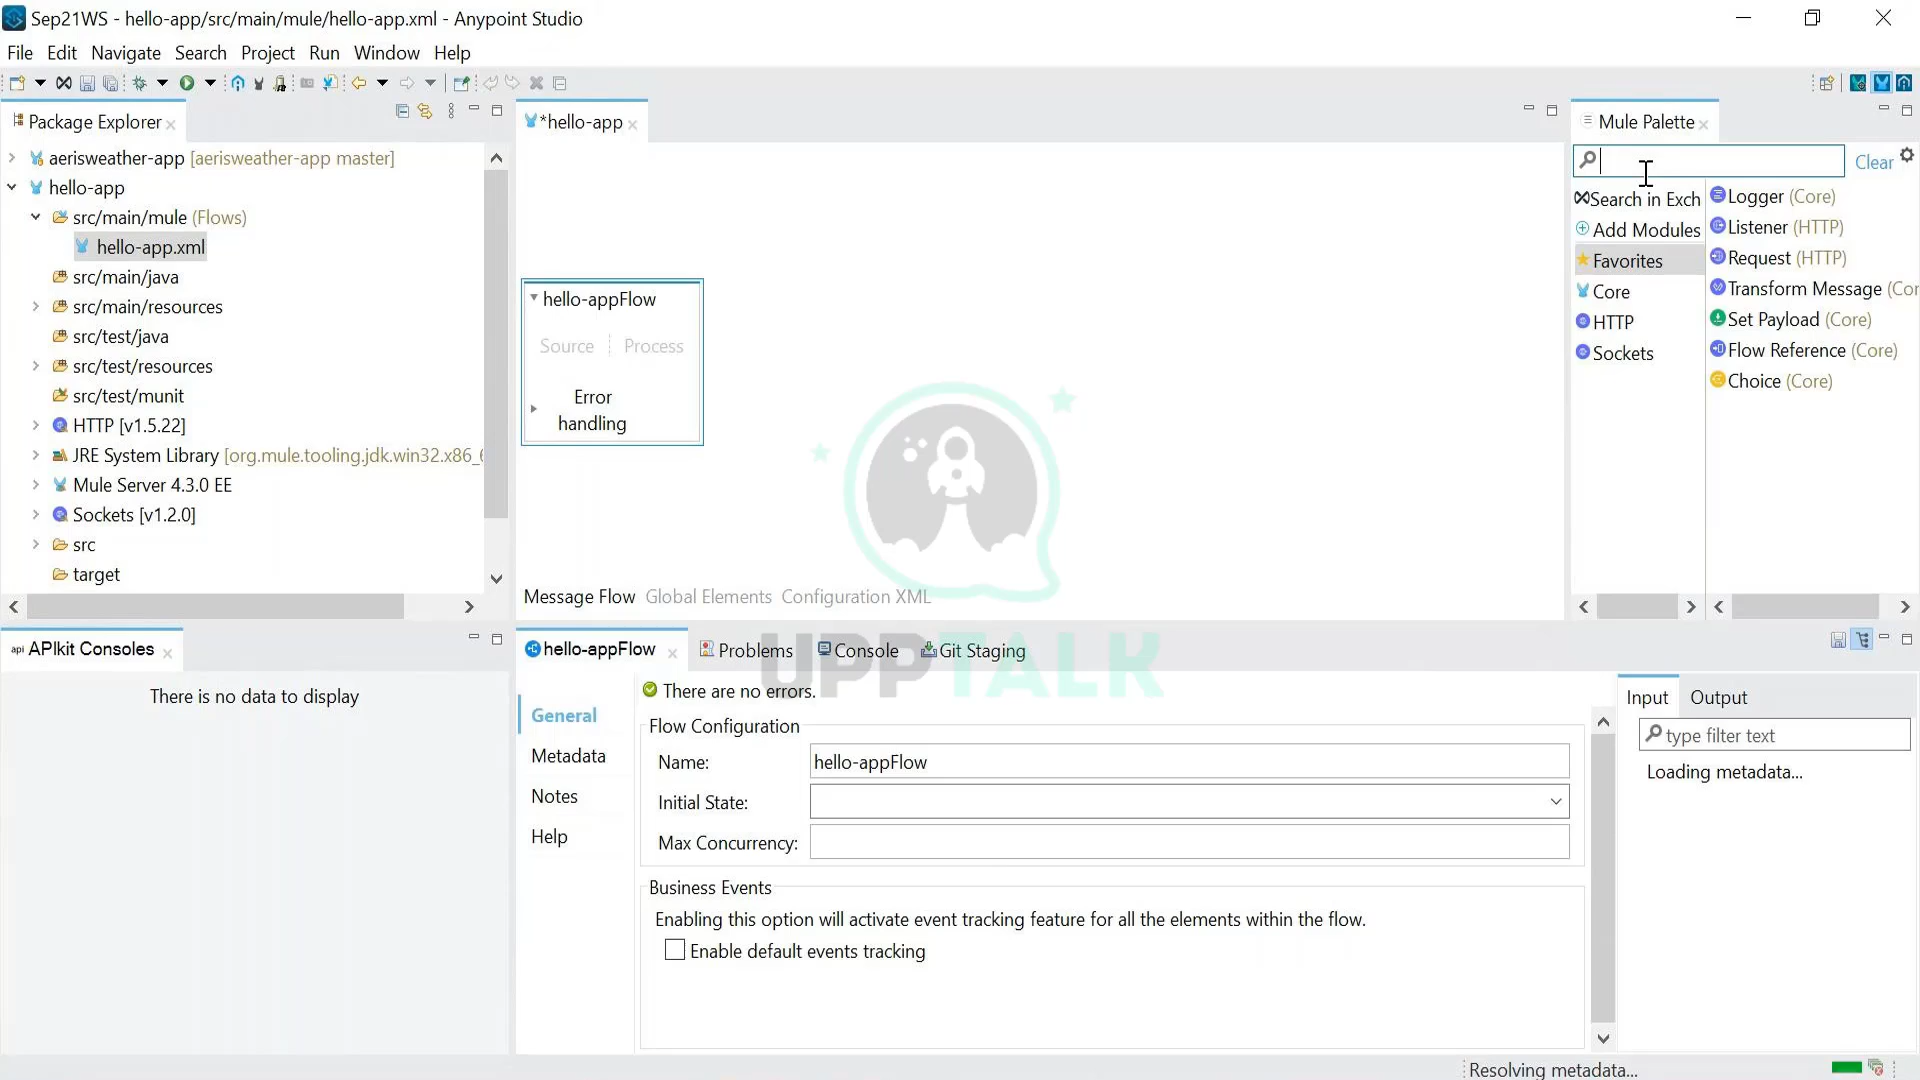 Sep21WS - hello-app/src/main/mule/hello-app.xml - Anypoint Studio
File Edit Navigate Search Project Run Window Help
Package Explorer
aerisweather-app [aerisweather-app master]
hello-app
src/main/mule (Flows)
hello-app.xml
src/main/java
src/main/resources
src/test/java
src/test/resources
src/test/munit
HTTP [v1.5.22]
JRE System Library [org.mule.tooling.jdk.win32.x86_6
Mule Server 4.3.0 EE
Sockets [v1.2.0]
src
target
*hello-app
hello-appFlow
Source Process
Error
handling
Message Flow Global Elements Configuration XML
Mule Palette
Clear
Search in Exch
Add Modules
Favorites
Core
HTTP
Sockets
Logger (Core)
Listener (HTTP)
Request (HTTP)
Transform Message (Cor
Set Payload (Core)
Flow Reference (Core)
Choice (Core)
api APIkit Consoles
There is no data to display
hello-appFlow Problems Console Git Staging
UPPTALK
General
Metadata
Notes
Help
There are no errors.
Flow Configuration
Name: hello-appFlow
Initial State:
Max Concurrency:
Business Events
Enabling this option will activate event tracking feature for all the elements within the flow.
Enable default events tracking
Input Output
type filter text
Loading metadata...
Resolving metadata...